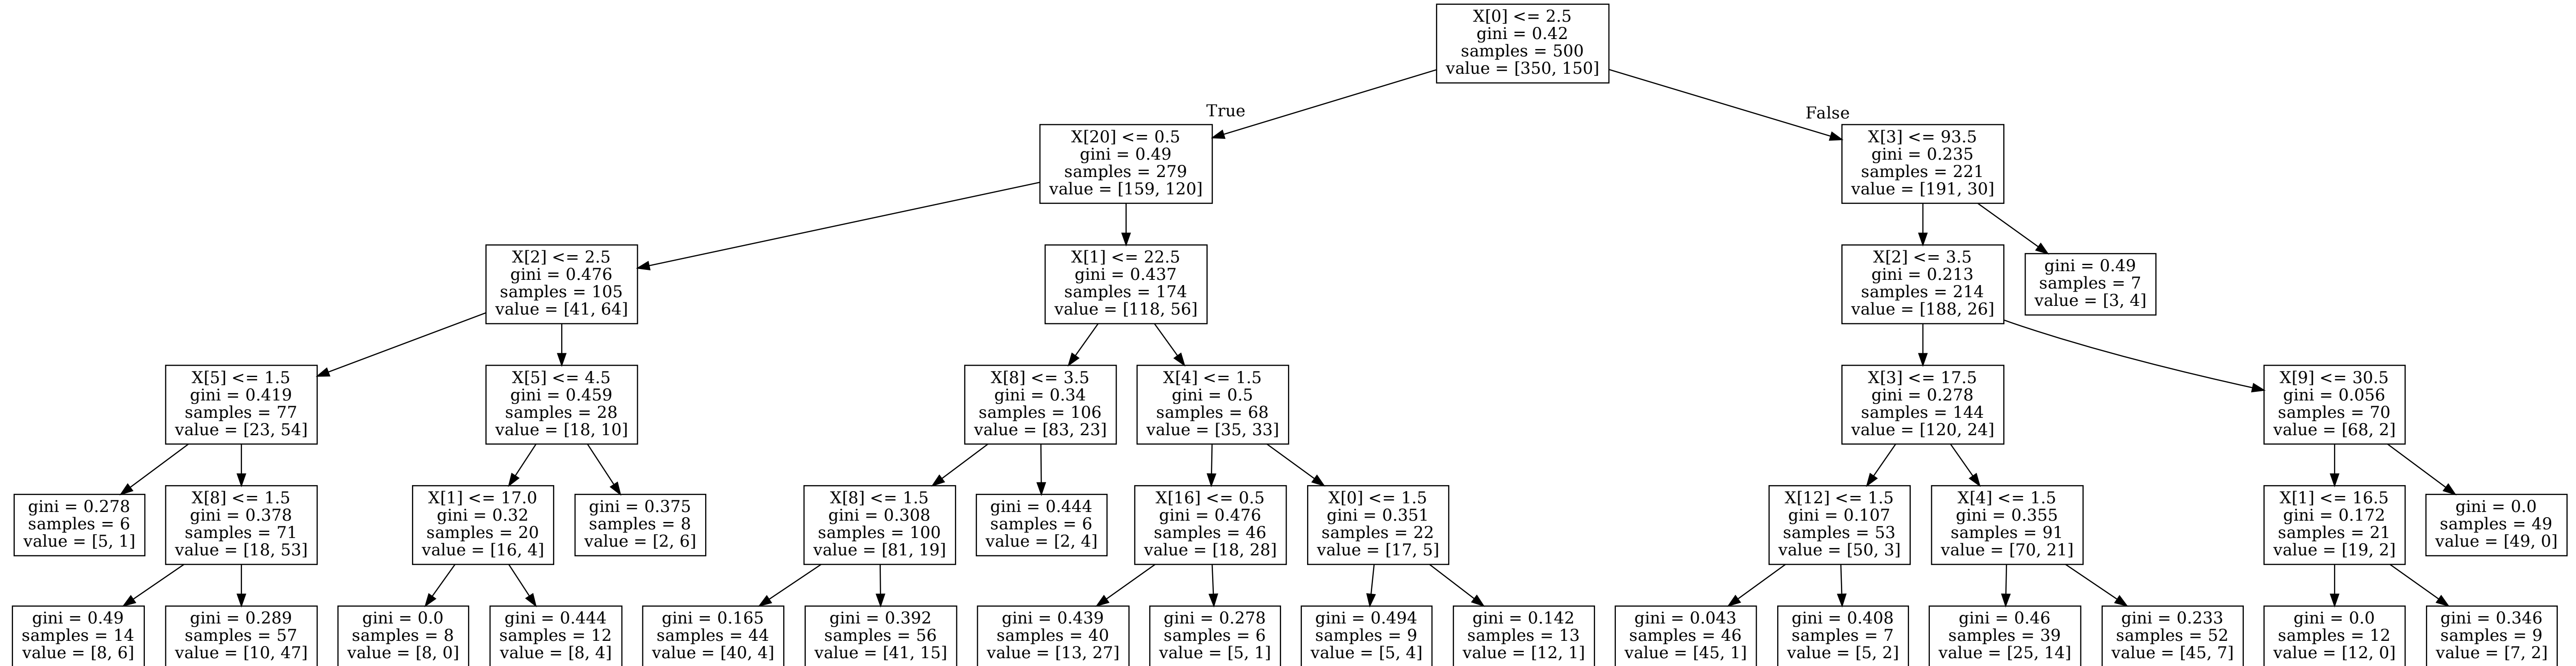 X[0] <= 2.5
gini = 0.42
samples = 500
value = [350, 150]
True
False
X[20] <= 0.5
gini = 0.49
samples = 279
value = [159, 120]
X[3] <= 93.5
gini = 0.235
samples = 221
value = [191, 30]
X[2] <= 2.5
gini = 0.476
samples = 105
value = [41, 64]
X[1] <= 22.5
gini = 0.437
samples = 174
value = [118, 56]
X[2] <= 3.5
gini = 0.213
samples = 214
value = [188, 26]
gini = 0.49
samples = 7
value = [3, 4]
X[5] <= 1.5
gini = 0.419
samples = 77
value = [23, 54]
X[5] <= 4.5
gini = 0.459
samples = 28
value = [18, 10]
X[8] <= 3.5
gini = 0.34
samples = 106
value = [83, 23]
X[4] <= 1.5
gini = 0.5
samples = 68
value = [35, 33]
X[3] <= 17.5
gini = 0.278
samples = 144
value = [120, 24]
X[9] <= 30.5
gini = 0.056
samples = 70
value = [68, 2]
gini = 0.278
samples = 6
value = [5, 1]
X[8] <= 1.5
gini = 0.378
samples = 71
value = [18, 53]
X[1] <= 17.0
gini = 0.32
samples = 20
value = [16, 4]
gini = 0.375
samples = 8
value = [2, 6]
X[8] <= 1.5
gini = 0.308
samples = 100
value = [81, 19]
gini = 0.444
samples = 6
value = [2, 4]
X[16] <= 0.5
gini = 0.476
samples = 46
value = [18, 28]
X[0] <= 1.5
gini = 0.351
samples = 22
value = [17, 5]
X[12] <= 1.5
gini = 0.107
samples = 53
value = [50, 3]
X[4] <= 1.5
gini = 0.355
samples = 91
value = [70, 21]
X[1] <= 16.5
gini = 0.172
samples = 21
value = [19, 2]
gini = 0.0
samples = 49
value = [49, 0]
gini = 0.49
samples = 14
value = [8, 6]
gini = 0.289
samples = 57
value = [10, 47]
gini = 0.0
samples = 8
value = [8, 0]
gini = 0.444
samples = 12
value = [8, 4]
gini = 0.165
samples = 44
value = [40, 4]
gini = 0.392
samples = 56
value = [41, 15]
gini = 0.439
samples = 40
value = [13, 27]
gini = 0.278
samples = 6
value = [5, 1]
gini = 0.494
samples = 9
value = [5, 4]
gini = 0.142
samples = 13
value = [12, 1]
gini = 0.043
samples = 46
value = [45, 1]
gini = 0.408
samples = 7
value = [5, 2]
gini = 0.46
samples = 39
value = [25, 14]
gini = 0.233
samples = 52
value = [45, 7]
gini = 0.0
samples = 12
value = [12, 0]
gini = 0.346
samples = 9
value = [7, 2]